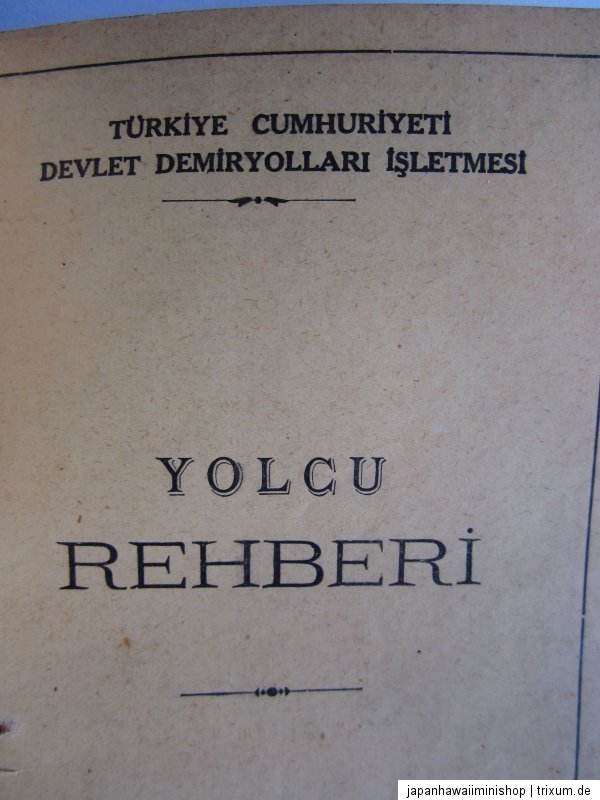 TÜRKİYE CUMHURİYETİ
DEVLET DEMİRYOLLARI İŞLETMESİ
YOLCU
REHBERİ
japanhawaiiminishop | trixum.de